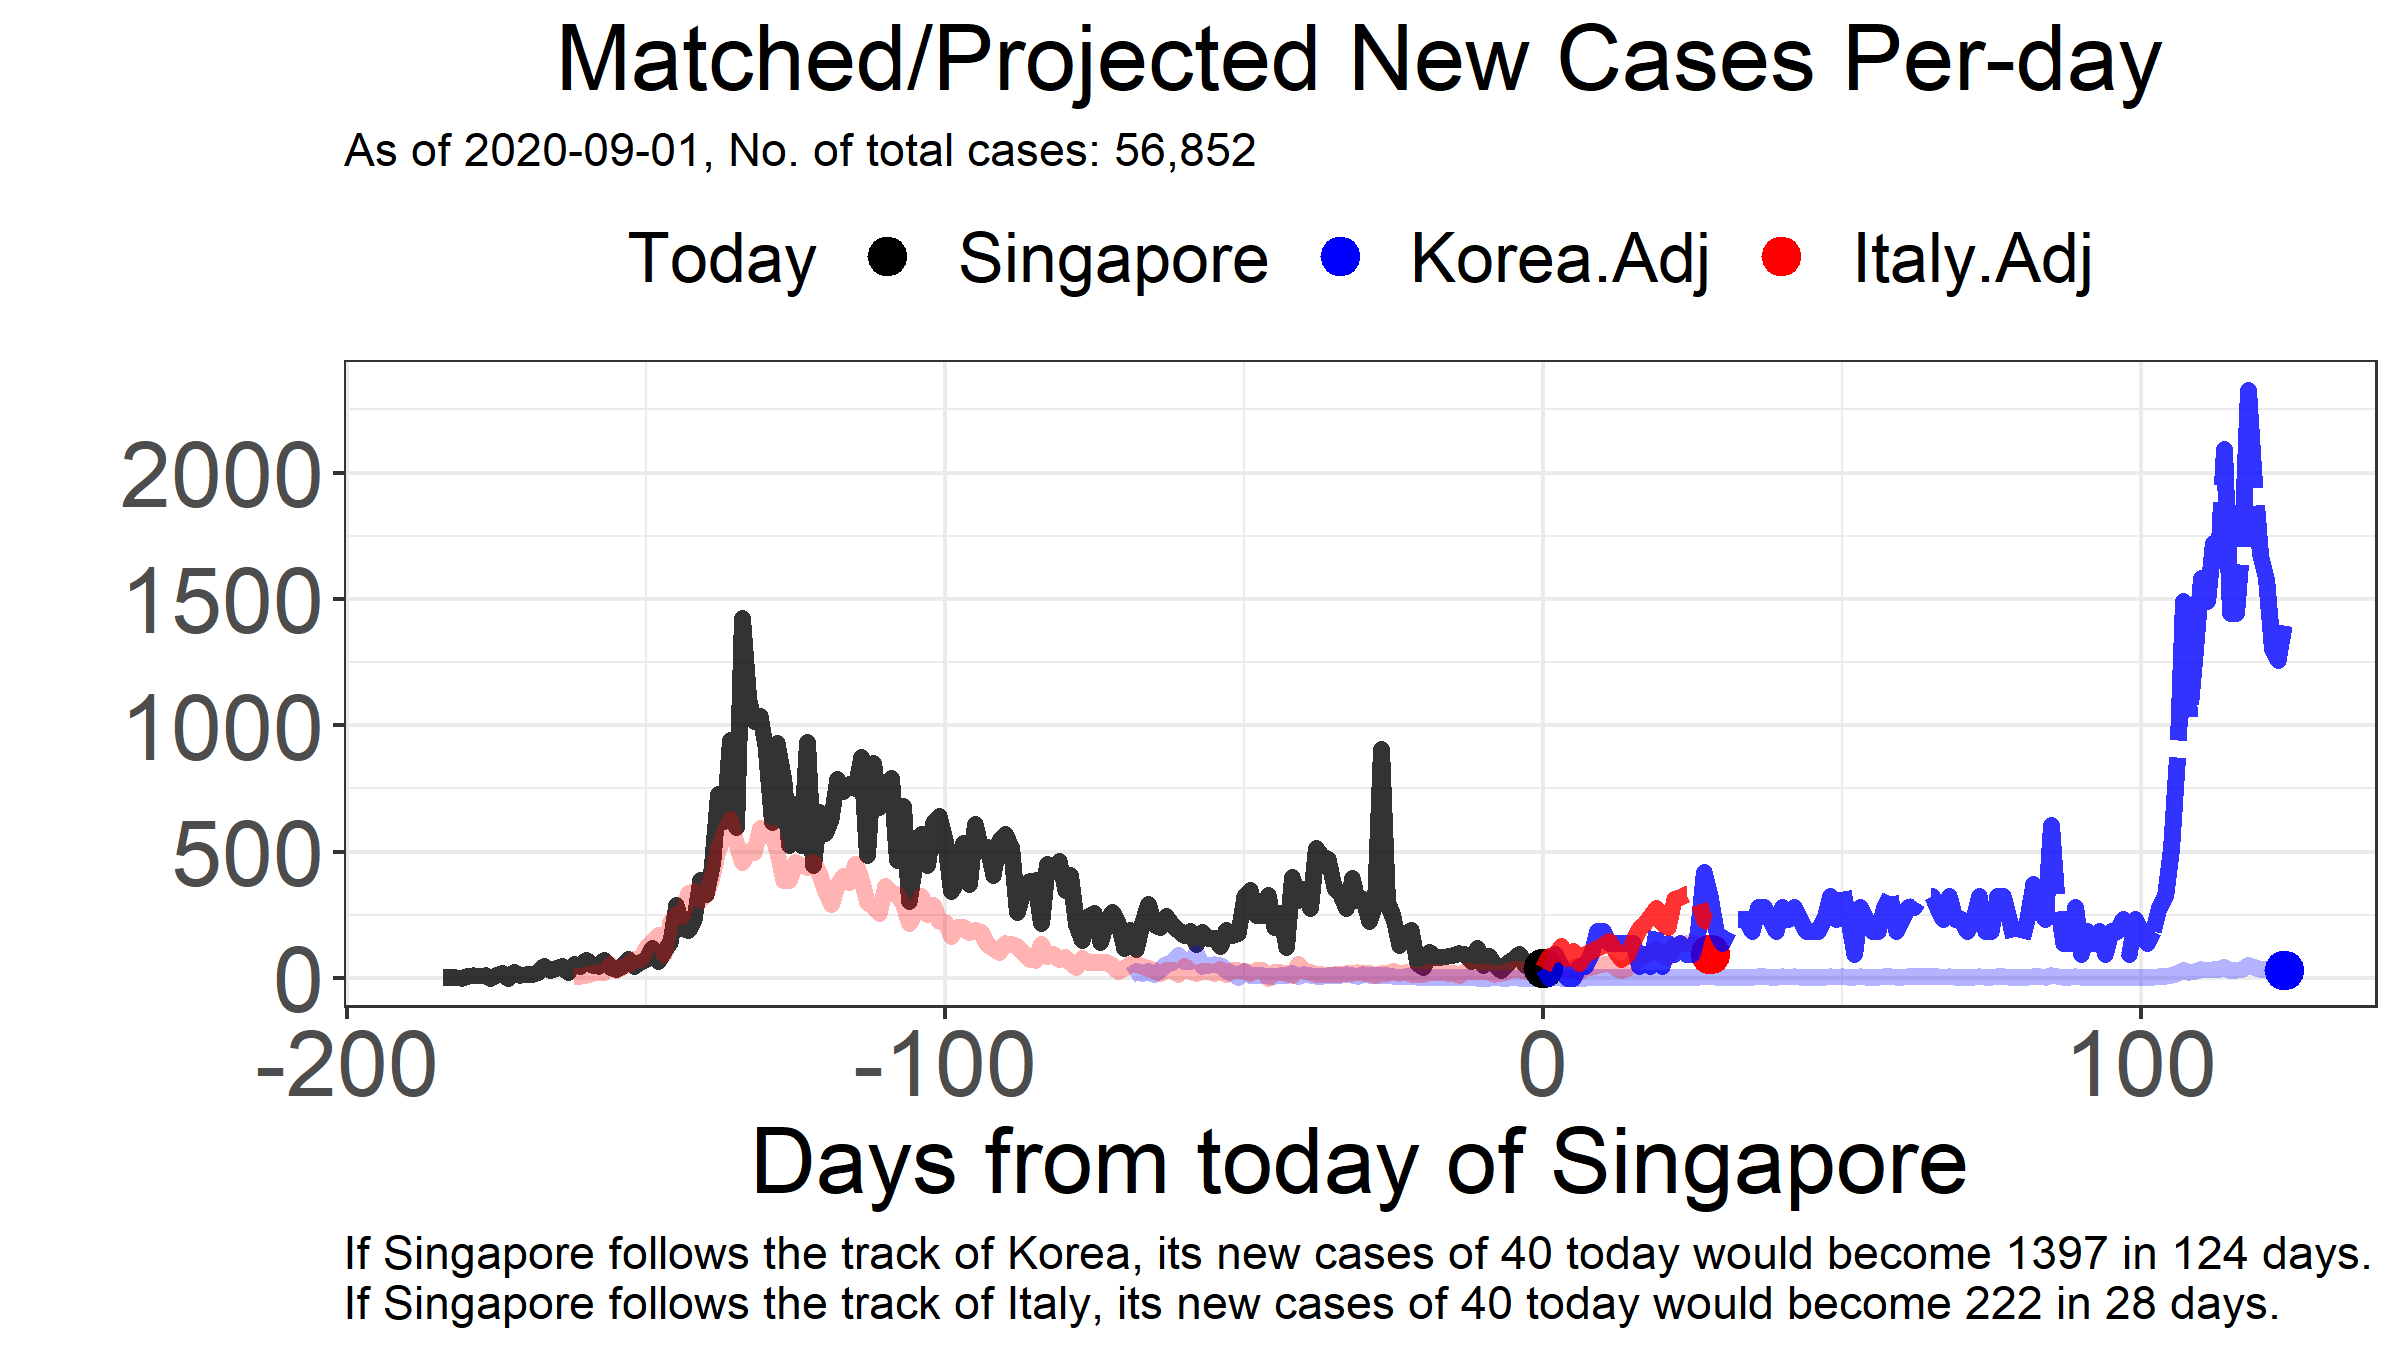 Matched/Projected New Cases Per-day
As of 2020-09-01, No. of total cases: 56,852
Today Singapore Korea.Adj Italy.Adj
2000
1500
1000
500
0
-200 -100 0 100
Days from today of Singapore
If Singapore follows the track of Korea, its new cases of 40 today would become 1397 in 124 days.
If Singapore follows the track of Italy, its new cases of 40 today would become 222 in 28 days.